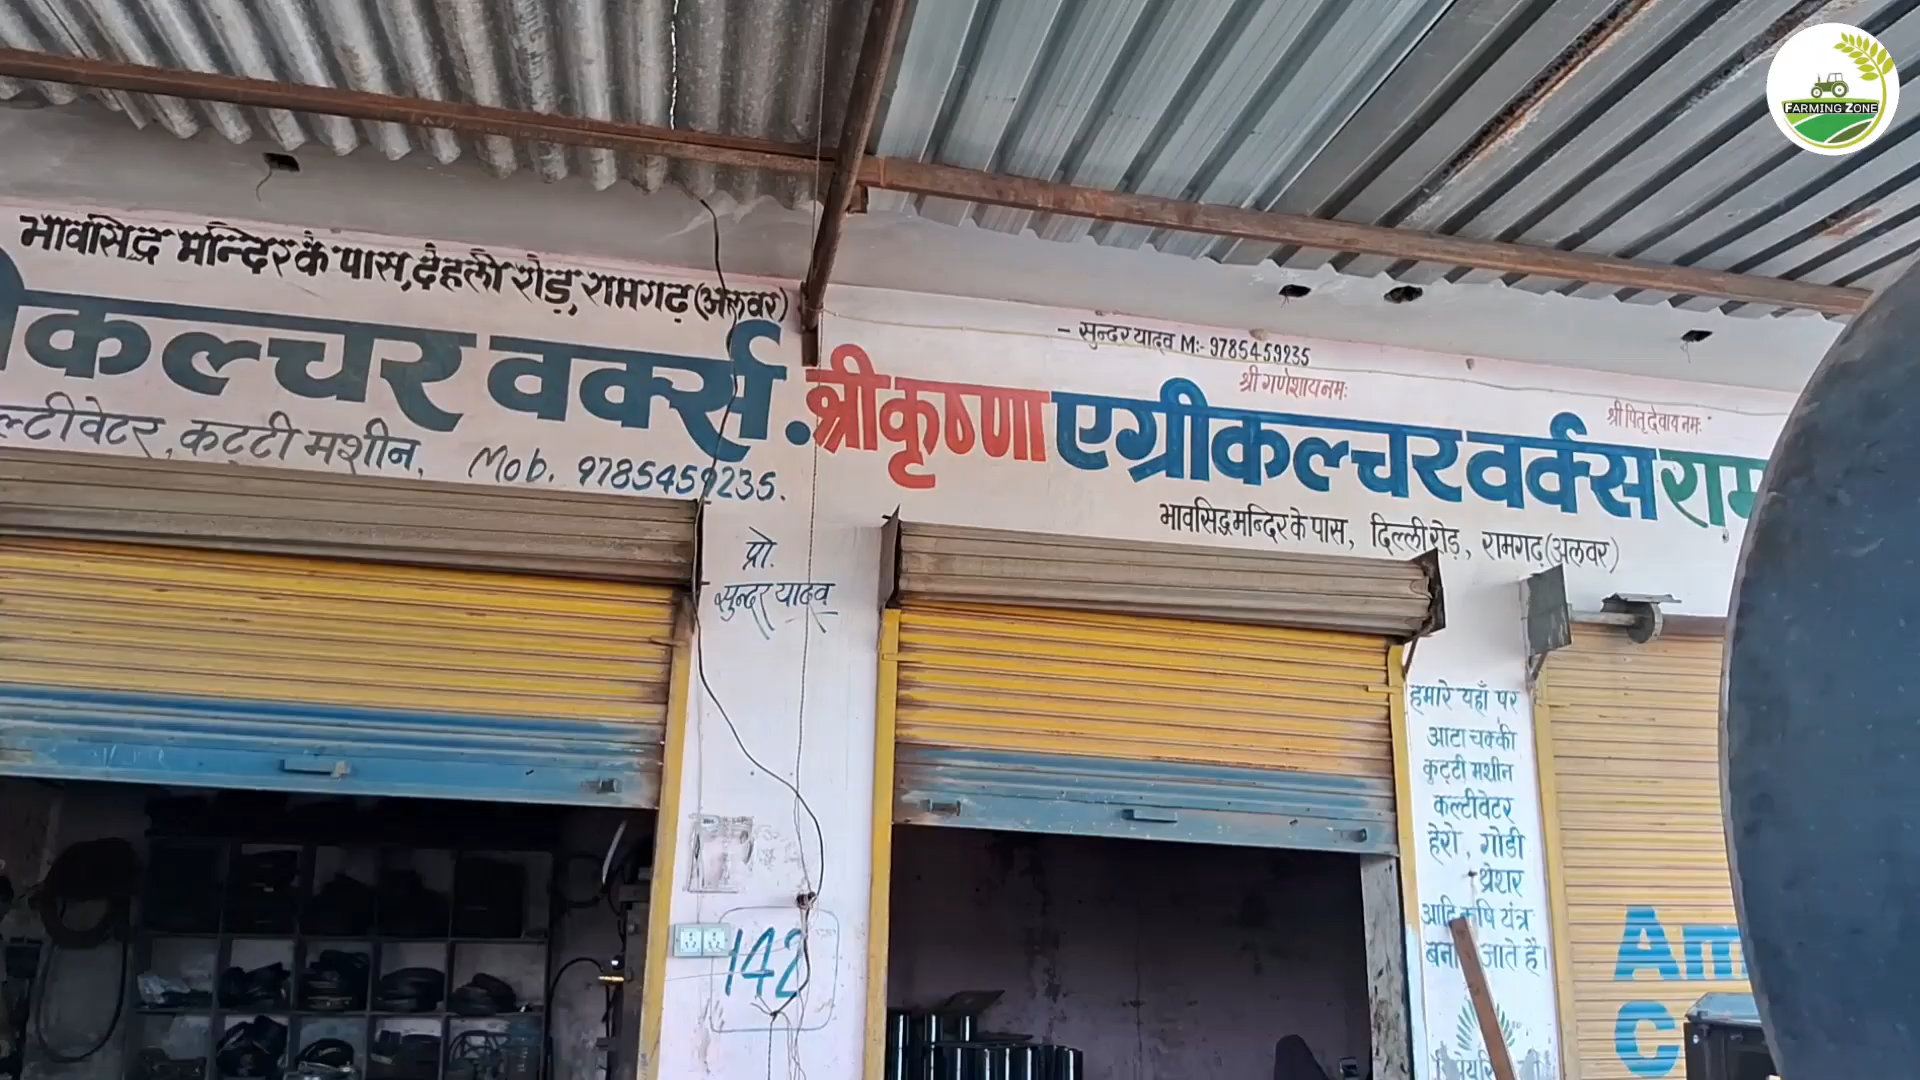 FARMING ZONE
भावसिद्ध मन्दिर के पास, देहली रोड़, रामगढ़ (अलवर)
कल्चर वर्क्स.
ल्टीवेटर, कटटी मशीन, Mob. 9785459235.
प्रो.
सुन्दर यादव
142
- सुन्दर यादव M:- 9785459235
श्री गणेशाय नमः
श्री पितृ देवाय नमः
श्री कृष्णा एग्रीकल्चर वर्क्स राम
भावसिद्ध मन्दिर के पास, दिल्ली रोड़, रामगढ़ (अलवर)
हमारे यहाँ पर
आटा चक्की
कुटटी मशीन
कल्टीवेटर
हेरो, गोडी
थ्रेशर
आदि कृषि यंत्र
बना जाते है।
Am
C